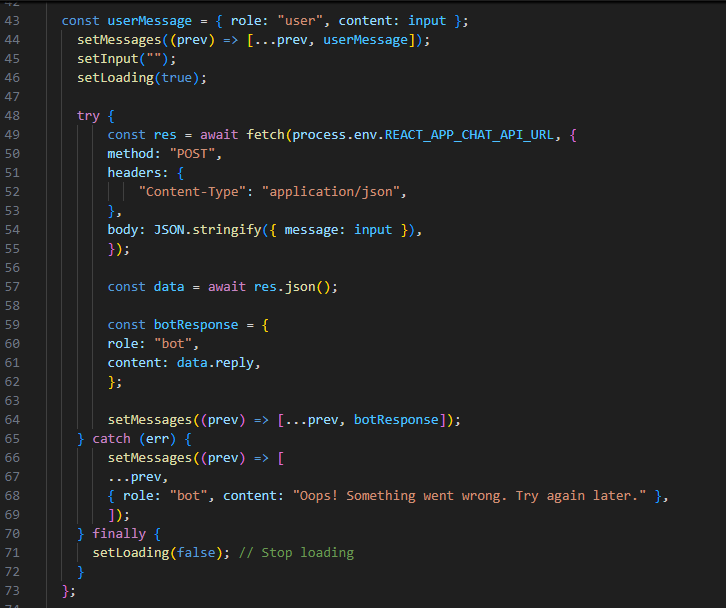 43 const userMessage = { role: "user", content: input };
44 setMessages((prev) => [...prev, userMessage]);
45 setInput("");
46 setLoading(true);
47
48 try {
49 const res = await fetch(process.env.REACT_APP_CHAT_API_URL, {
50 method: "POST",
51 headers: {
52 "Content-Type": "application/json",
53 },
54 body: JSON.stringify({ message: input }),
55 });
56
57 const data = await res.json();
58
59 const botResponse = {
60 role: "bot",
61 content: data.reply,
62 };
63
64 setMessages((prev) => [...prev, botResponse]);
65 } catch (err) {
66 setMessages((prev) => [
67 ...prev,
68 { role: "bot", content: "Oops! Something went wrong. Try again later." },
69 ]);
70 } finally {
71 setLoading(false); // Stop loading
72 }
73 };